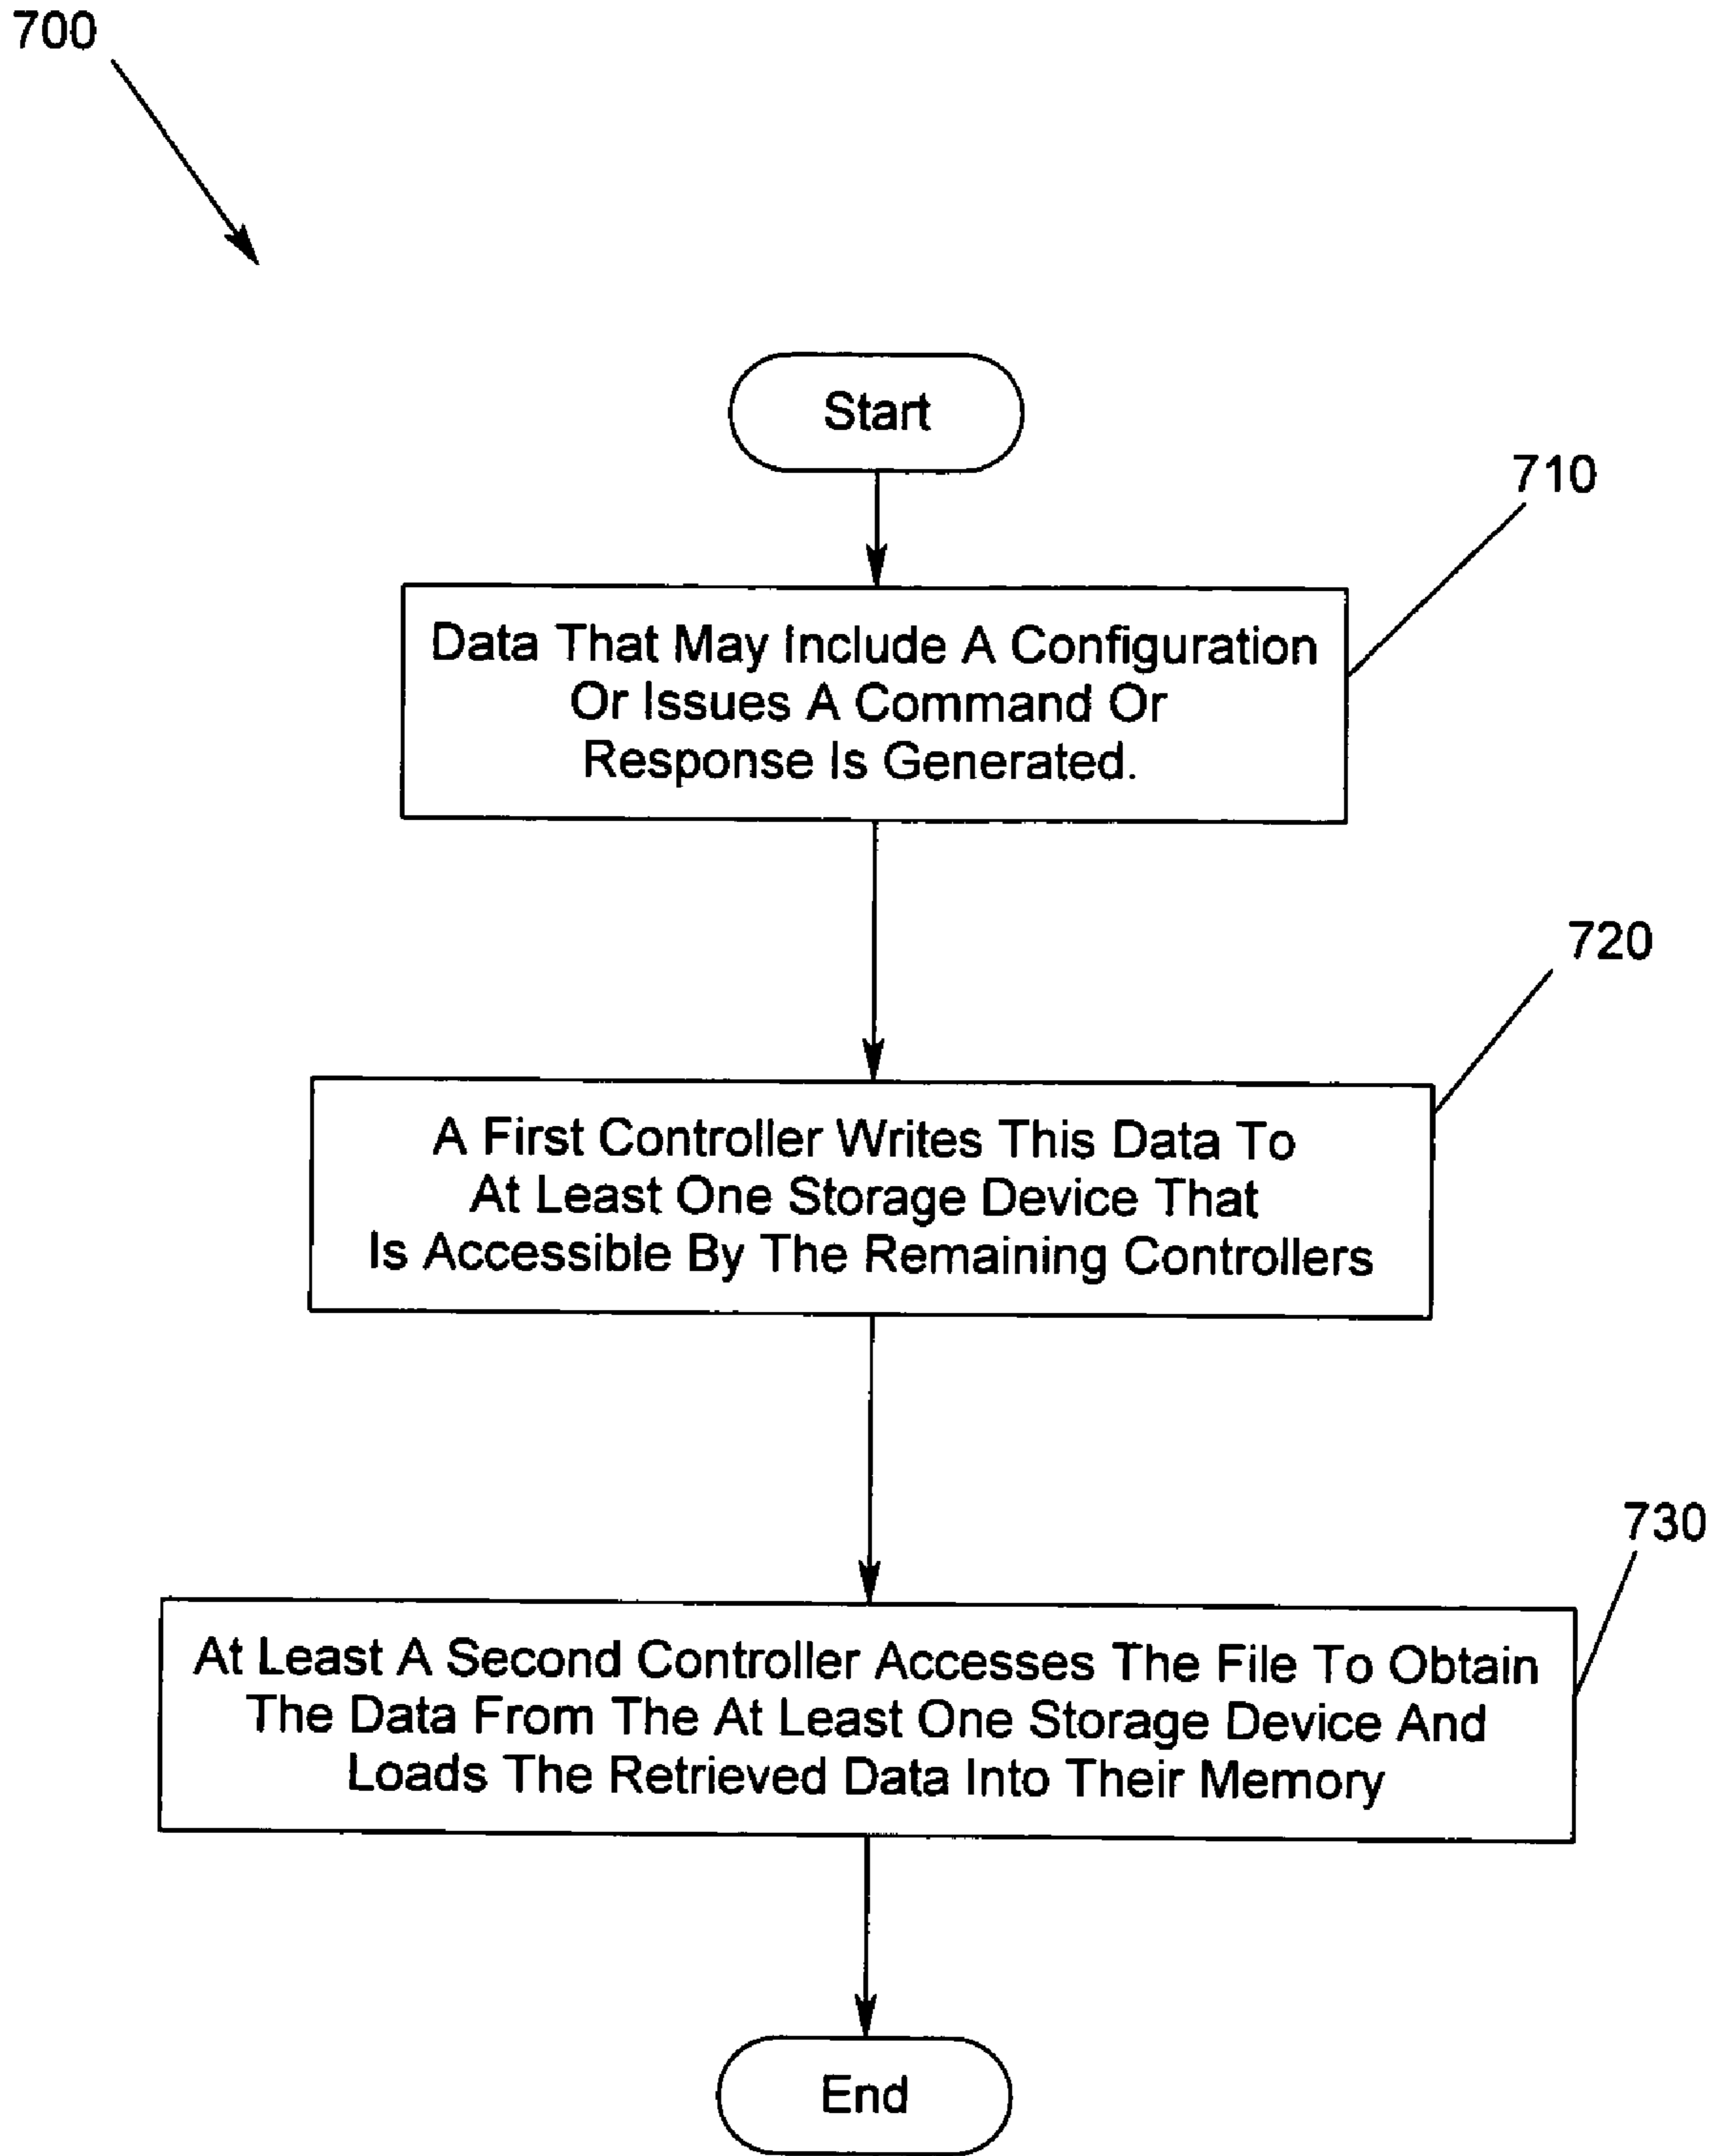 700
Start
710
Data That May Include A Configuration
Or Issues A Command Or
Response Is Generated.
720
A First Controller Writes This Data To
At Least One Storage Device That
Is Accessible By The Remaining Controllers
730
At Least A Second Controller Accesses The File To Obtain
The Data From The At Least One Storage Device And
Loads The Retrieved Data Into Their Memory
End